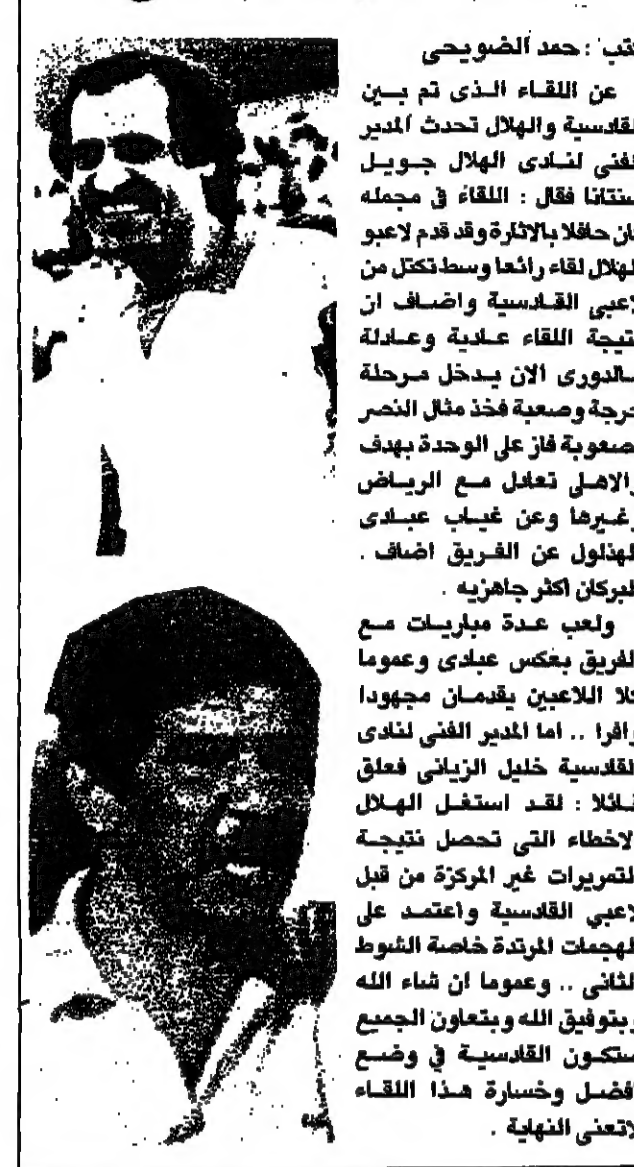 كتب : حمد الضويحى
عن اللقاء الذى تم بين
القادسية والهلال تحدث المدير
الفنى لنادى الهلال جويل
سنتانا فقال : اللقاء في مجمله
كان حافلا بالاثارة وقد قدم لاعبو
الهلال لقاء رائعا وسط تكتل من
لاعبى القادسية واضاف ان
نتيجة اللقاء عادية وعادلة
فالدورى الان يدخل مرحلة
حرجة وصعبة فخذ مثال النصر
بصعوبة فاز على الوحدة بهدف
والاهلى تعادل مع الرياض
وغيرها وعن غياب عبادى
الهذلول عن الفريق اضاف .
البركان اكثر جاهزيه .
ولعب عدة مباريات مع
الفريق بعكس عبادى وعموما
كلا اللاعبين يقدمان مجهودا
وافرا .. اما المدير الفنى لنادى
القادسية خليل الزيانى فعلق
قائلا : لقد استغل الهلال
الاخطاء التى تحصل نتيجة
التمريرات غير المركزة من قبل
لاعبي القادسية واعتمد على
الهجمات المرتدة خاصة الشوط
الثانى .. وعموما ان شاء الله
وبتوفيق الله وبتعاون الجميع
ستكون القادسية في وضع
افضل وخسارة هذا اللقاء
لاتعنى النهاية .